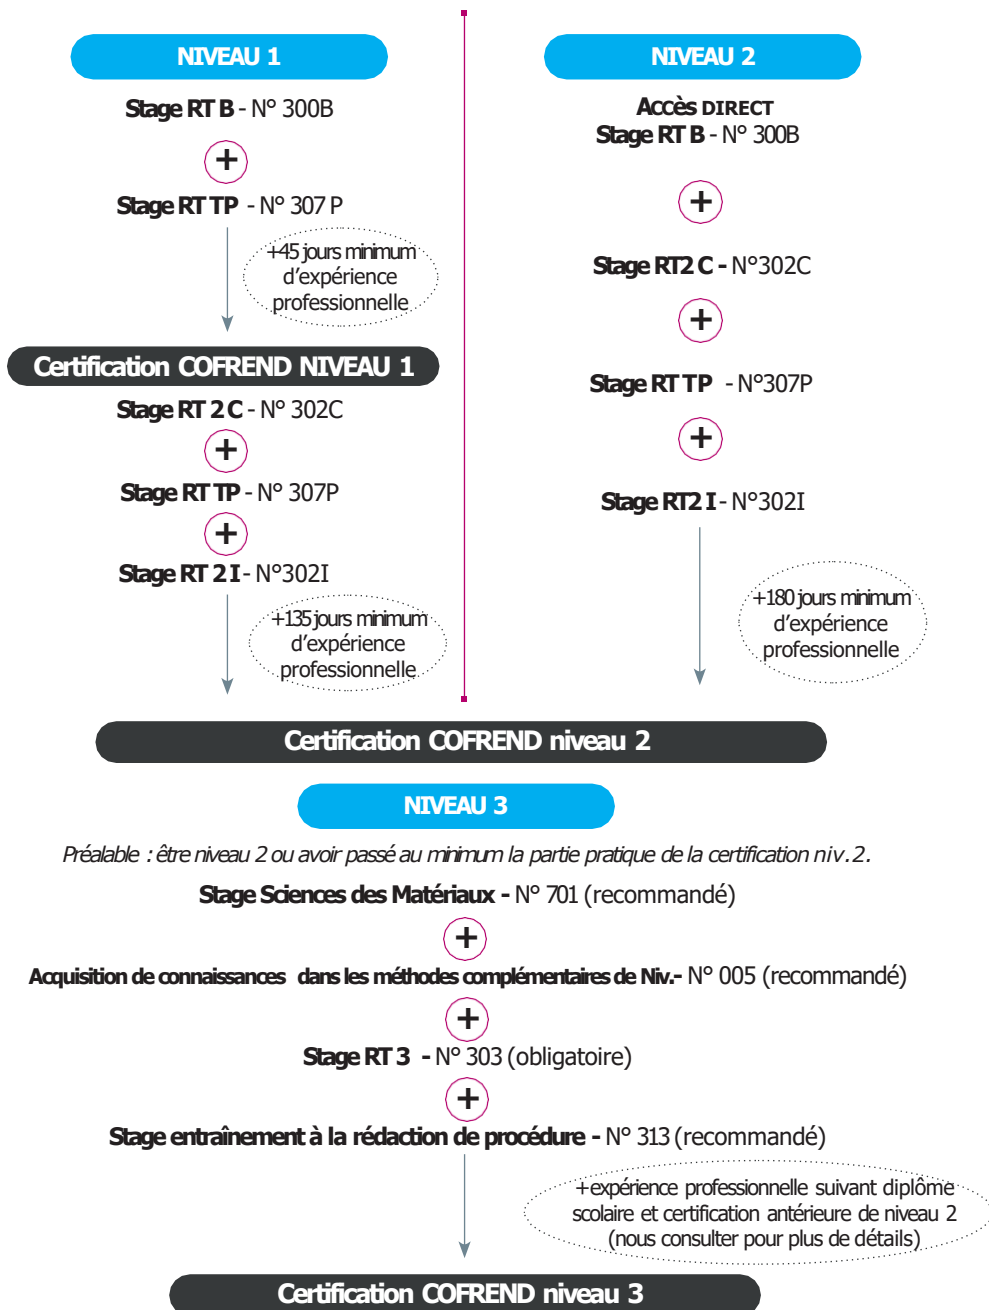 NIVEAU 1
Stage RT B - N° 300B
+
Stage RT TP - N° 307 P
+45 jours minimum
d'expérience
professionnelle
Certification COFREND NIVEAU 1
Stage RT 2 C - N° 302C
+
Stage RT TP - N° 307P
+
Stage RT 2 I - N°302I
+135 jours minimum
d'expérience
professionnelle
NIVEAU 2
Accès DIRECT
Stage RT B - N° 300B
+
Stage RT2 C - N°302C
+
Stage RT TP - N°307P
+
Stage RT2 I - N°302I
+180 jours minimum
d'expérience
professionnelle
Certification COFREND niveau 2
NIVEAU 3
Préalable : être niveau 2 ou avoir passé au minimum la partie pratique de la certification niv.2.
Stage Sciences des Matériaux - N° 701 (recommandé)
+
Acquisition de connaissances dans les méthodes complémentaires de Niv.- N° 005 (recommandé)
+
Stage RT 3 - N° 303 (obligatoire)
+
Stage entraînement à la rédaction de procédure - N° 313 (recommandé)
+ expérience professionnelle suivant diplôme
scolaire et certification antérieure de niveau 2
(nous consulter pour plus de détails)
Certification COFREND niveau 3